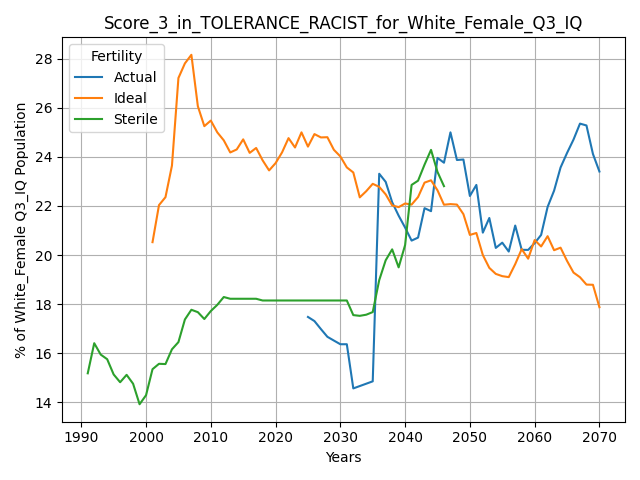 Score_3_in_TOLERANCE_RACIST_for_White_Female_Q3_IQ
Fertility
Actual
Ideal
Sterile
% of White_Female Q3_IQ Population
28
26
24
22
20
18
16
14
1990 2000 2010 2020 2030 2040 2050 2060 2070
Years